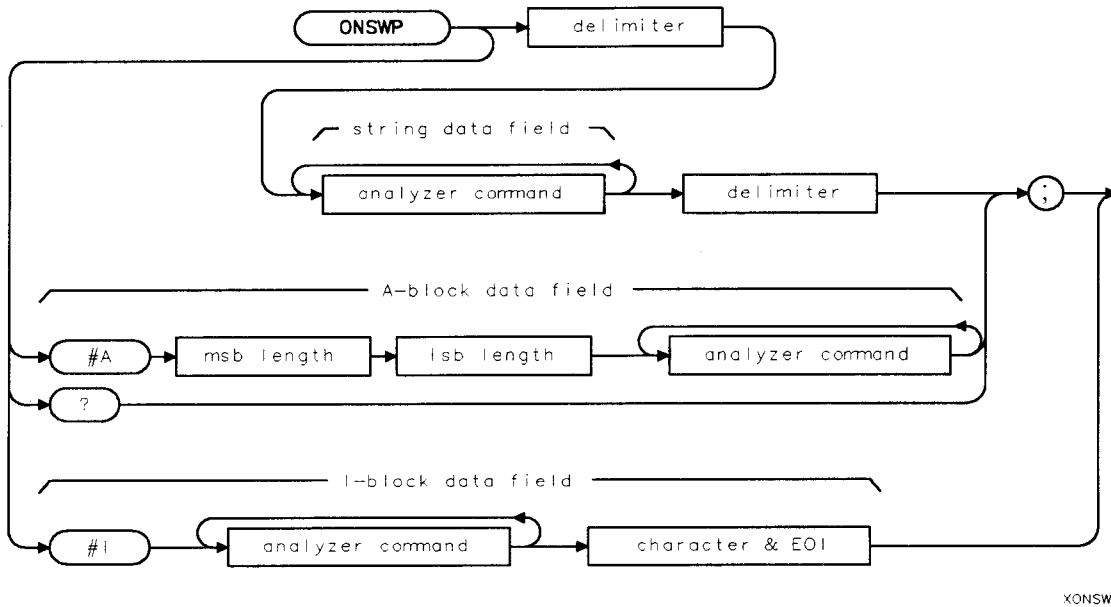 ONSWP delimiter
string data field
analyzer command delimiter ;
A-block data field
#A msb length lsb length analyzer command
?
I-block data field
#I analyzer command character & EOI
XONSW